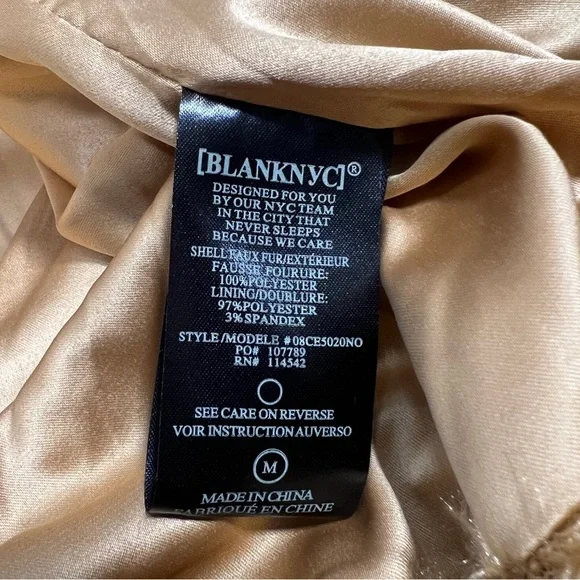 [BLANKNYC]®
DESIGNED FOR YOU
BY OUR NYC TEAM
IN THE CITY THAT
NEVER SLEEPS
BECAUSE WE CARE
SHELL FAUX FUR/EXTÉRIEUR
FAUSSE FOURURE:
100% POLYESTER
LINING/DOUBLURE:
97% POLYESTER
3% SPANDEX
STYLE/MODELE #08CE5020NO
PO# 107789
RN# 114542
SEE CARE ON REVERSE
VOIR INSTRUCTION AUVERSO
M
MADE IN CHINA
FABRIQUÉ EN CHINE